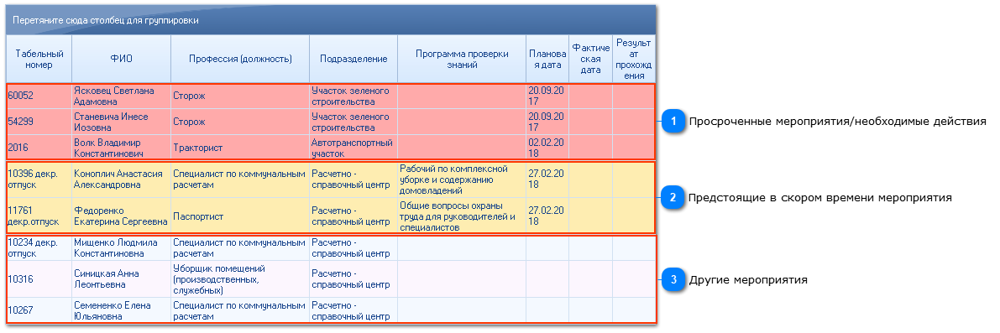 Перетяните сюда столбец для группировки
Табельный номер	ФИО	Профессия (должность)	Подразделение	Программа проверки знаний	Планова я дата	Фактиче ская дата	Результ ат прохожд ения
60052	Ясковец Светлана Адамовна	Сторож	Участок зеленого строительства	20.09.20 17
54299	Станевича Инесе Иозовна	Сторож	Участок зеленого строительства	20.09.20 17
2016	Волк Владимир Константинович	Тракторист	Автотранспортный участок	02.02.20 18
1 Просроченные мероприятия/необходимые действия
10396 декр. отпуск	Коноплич Анастасия Александровна	Специалист по коммунальным расчетам	Расчетно - справочный центр	Рабочий по комплексной уборке и содержанию домовладений	27.02.20 18
11761 декр.отпуск	Федоренко Екатерина Сергеевна	Паспортист	Расчетно - справочный центр	Общие вопросы охраны труда для руководителей и специалистов	27.02.20 18
2 Предстоящие в скором времени мероприятия
10234 декр. отпуск	Мищенко Людмила Константиновна	Специалист по коммунальным расчетам	Расчетно - справочный центр
10316	Синицкая Анна Леонтьевна	Уборщик помещений (производственных, служебных)	Расчетно - справочный центр
10267	Семененко Елена Юльяновна	Специалист по коммунальным расчетам	Расчетно - справочный центр
3 Другие мероприятия